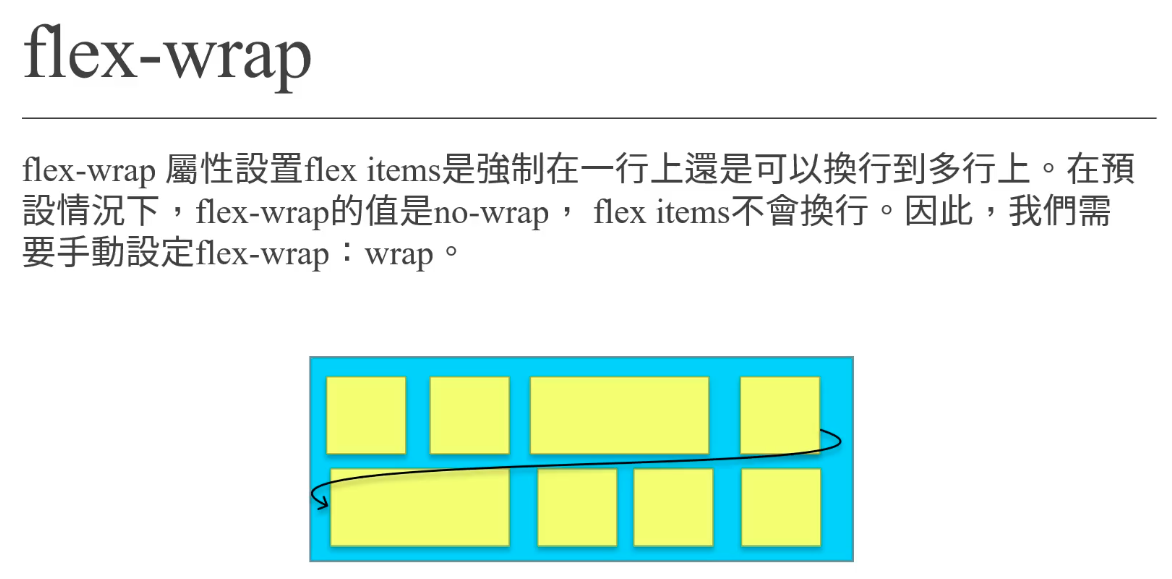 flex-wrap
flex-wrap 屬性設置flex items是強制在一行上還是可以換行到多行上。在預
設情況下，flex-wrap的值是no-wrap， flex items不會換行。因此，我們需
要手動設定flex-wrap：wrap。